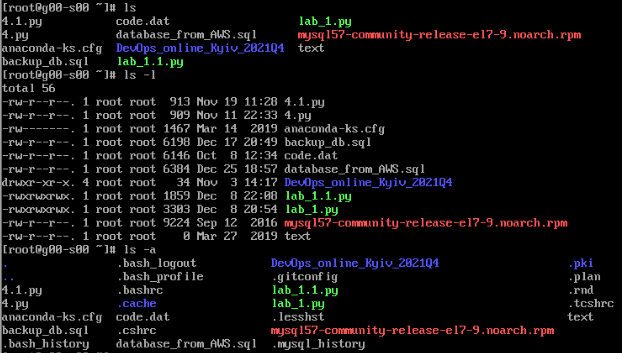 [root@g00-s00 ~]# ls
4.1.py code.dat lab_1.py
4.py database_from_AWS.sql mysql57-community-release-el7-9.noarch.rpm
anaconda-ks.cfg DevOps_online_Kyiv_2021Q4 text
backup_db.sql lab_1.1.py
[root@g00-s00 ~]# ls -l
total 56
-rw-r--r--. 1 root root 913 Nov 19 11:28 4.1.py
-rw-r--r--. 1 root root 909 Nov 11 22:33 4.py
-rw-------. 1 root root 1467 Mar 14 2019 anaconda-ks.cfg
-rw-r--r--. 1 root root 6198 Dec 17 20:49 backup_db.sql
-rw-r--r--. 1 root root 6146 Oct 8 12:34 code.dat
-rw-r--r--. 1 root root 6384 Dec 25 18:57 database_from_AWS.sql
drwxr-xr-x. 4 root root 34 Nov 3 14:17 DevOps_online_Kyiv_2021Q4
-rwxrwxrwx. 1 root root 1859 Dec 8 22:08 lab_1.1.py
-rwxrwxrwx. 1 root root 3303 Dec 8 20:54 lab_1.py
-rw-r--r--. 1 root root 9224 Sep 12 2016 mysql57-community-release-el7-9.noarch.rpm
-rw-r--r--. 1 root root 0 Mar 27 2019 text
[root@g00-s00 ~]# ls -a
. .bash_logout DevOps_online_Kyiv_2021Q4 .pki
.. .bash_profile .gitconfig .plan
4.1.py .bashrc lab_1.1.py .rnd
4.py .cache lab_1.py .tcshrc
anaconda-ks.cfg code.dat .lesshst text
backup_db.sql .cshrc mysql57-community-release-el7-9.noarch.rpm
.bash_history database_from_AWS.sql .mysql_history